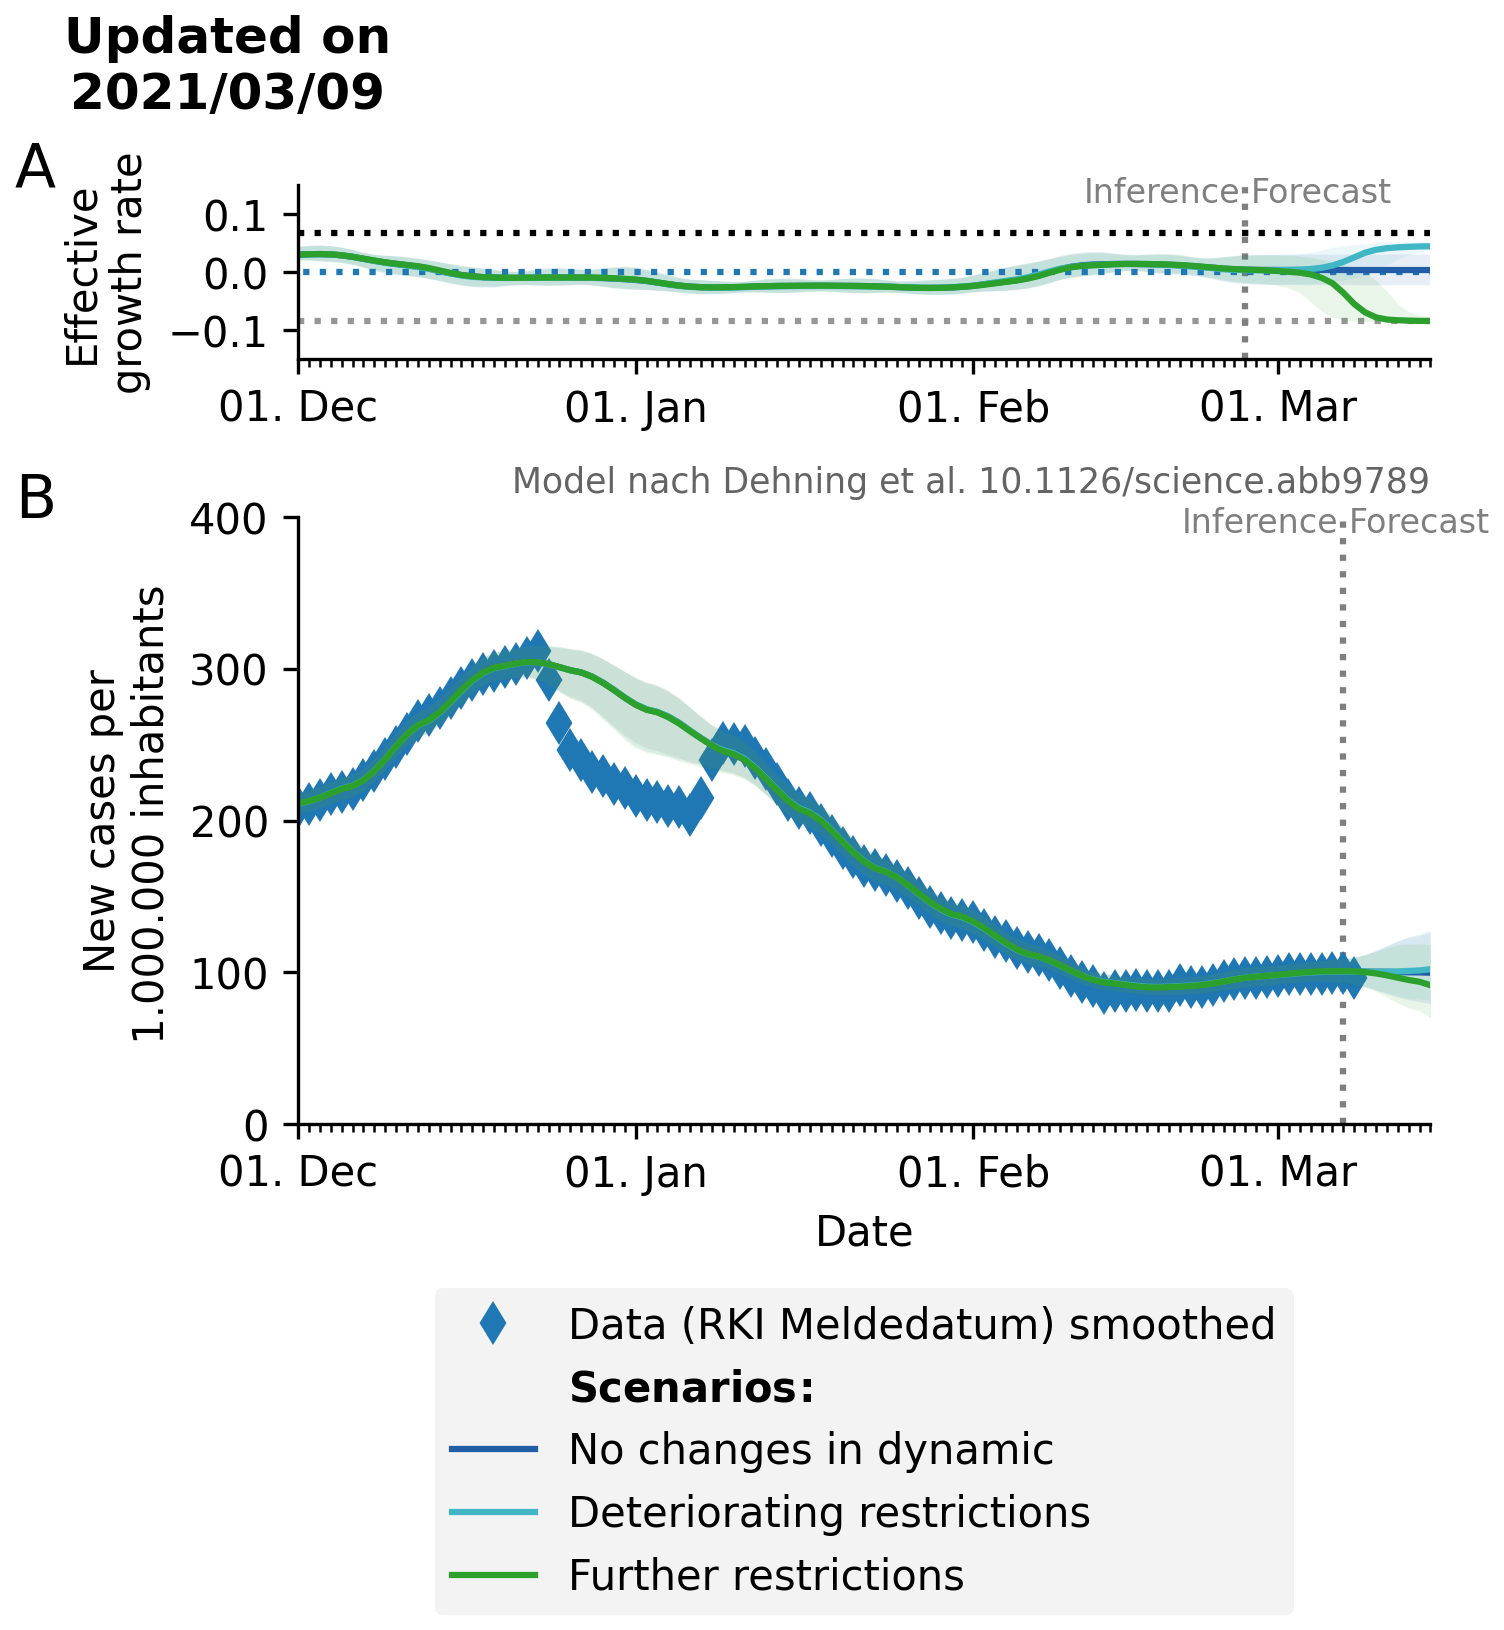 Updated on
2021/03/09
A
Effective
growth rate
Inference Forecast
0.1
0.0
−0.1
01. Dec 01. Jan 01. Feb 01. Mar
B
Model nach Dehning et al. 10.1126/science.abb9789
Inference Forecast
New cases per
1.000.000 inhabitants
400
300
200
100
0
01. Dec 01. Jan 01. Feb 01. Mar
Date
Data (RKI Meldedatum) smoothed
Scenarios:
No changes in dynamic
Deteriorating restrictions
Further restrictions